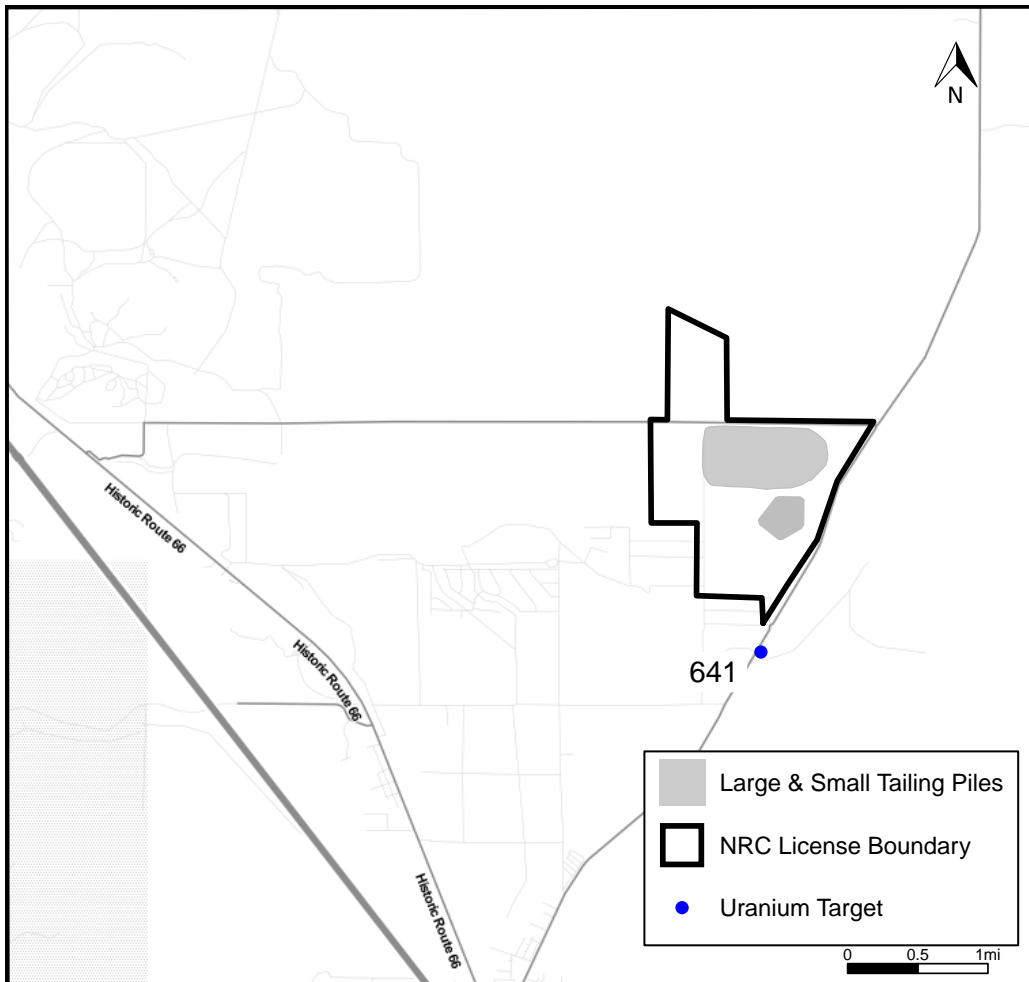 N
Historic Route 66
Historic Route 66
641
Large & Small Tailing Piles
NRC License Boundary
Historic Route 66
Uranium Target
0 0.5 1mi